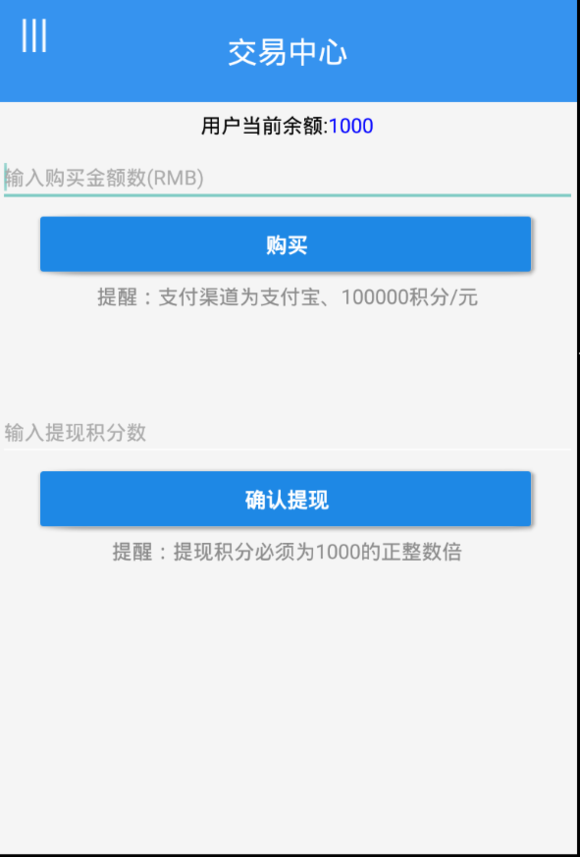 交易中心
用户当前余额:1000
输入购买金额数(RMB)
购买
提醒：支付渠道为支付宝、100000积分/元
输入提现积分数
确认提现
提醒：提现积分必须为1000的正整数倍